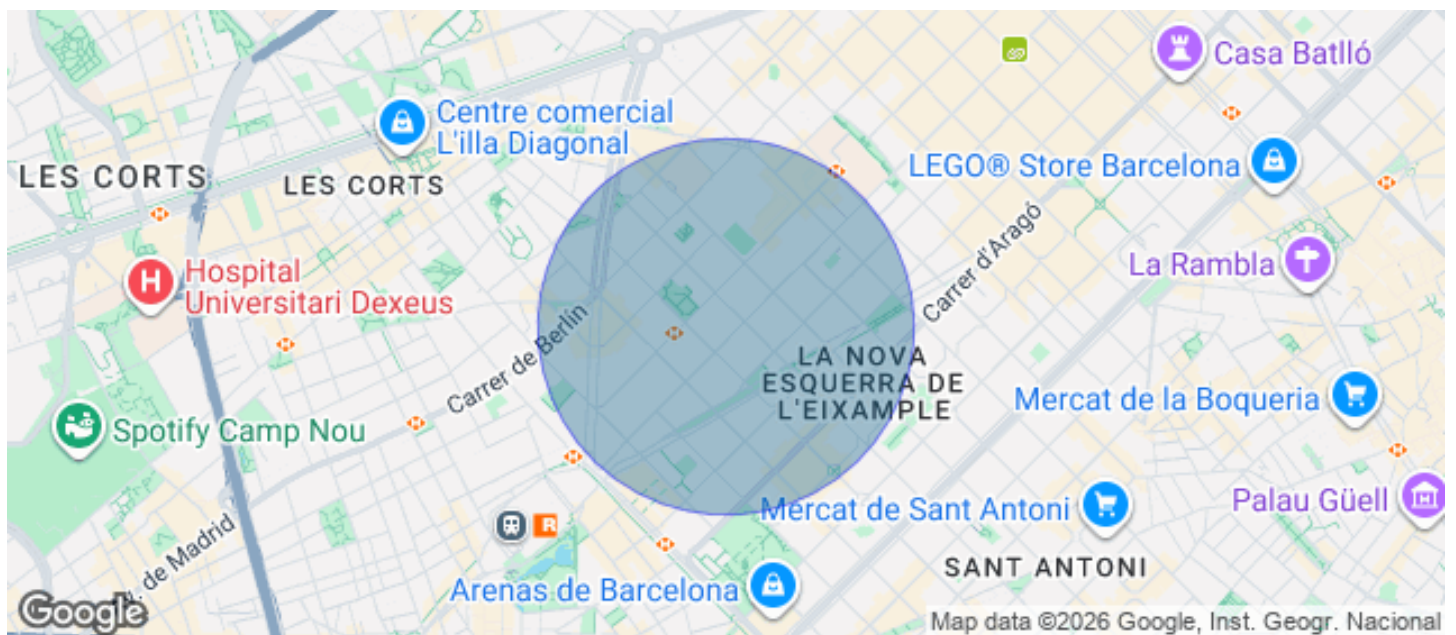 Casa Batlló
Centre comercial
L'illa Diagonal
LES CORTS
LES CORTS
LEGO® Store Barcelona
Carrer d'Aragó
La Rambla
H
Hospital
Universitari Dexeus
Carrer de Berlín
LA NOVA
ESQUERRA DE
L'EIXAMPLE
Mercat de la Boqueria
Spotify Camp Nou
Mercat de Sant Antoni
Palau Güell
R
. de Madrid
SANT ANTONI
Arenas de Barcelona
Google
Map data ©2026 Google, Inst. Geogr. Nacional